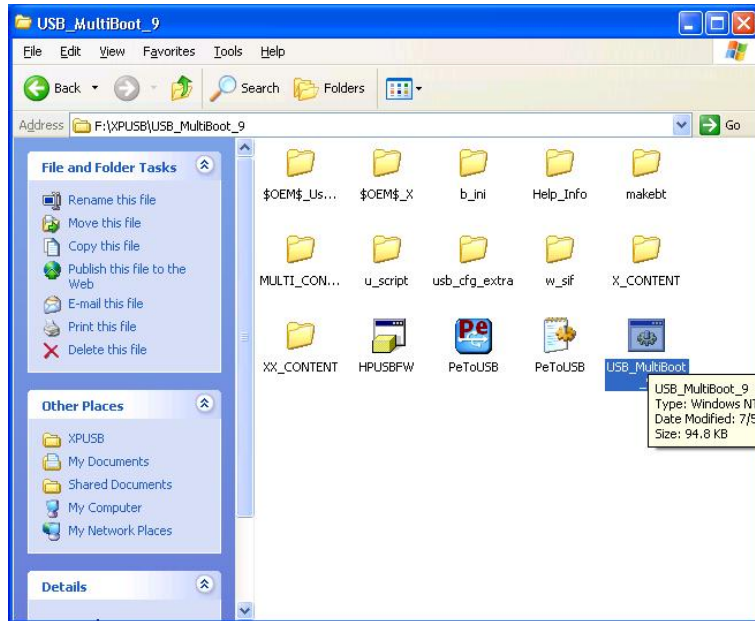 USB_MultiBoot_9
File Edit View Favorites Tools Help
Back Search Folders
Address F:\XPUSB\USB_MultiBoot_9 Go
File and Folder Tasks
Rename this file
Move this file
Copy this file
Publish this file to the
Web
E-mail this file
Print this file
Delete this file
Other Places
XPUSB
My Documents
Shared Documents
My Computer
My Network Places
Details
$OEM$_Us... $OEM$_X b_ini Help_Info makebt
MULTI_CON... u_script usb_cfg_extra w_sif X_CONTENT
XX_CONTENT HPUSBFW PeToUSB PeToUSB USB_MultiBoot
Pe
USB_MultiBoot_9
Type: Windows NT
Date Modified: 7/5
Size: 94.8 KB